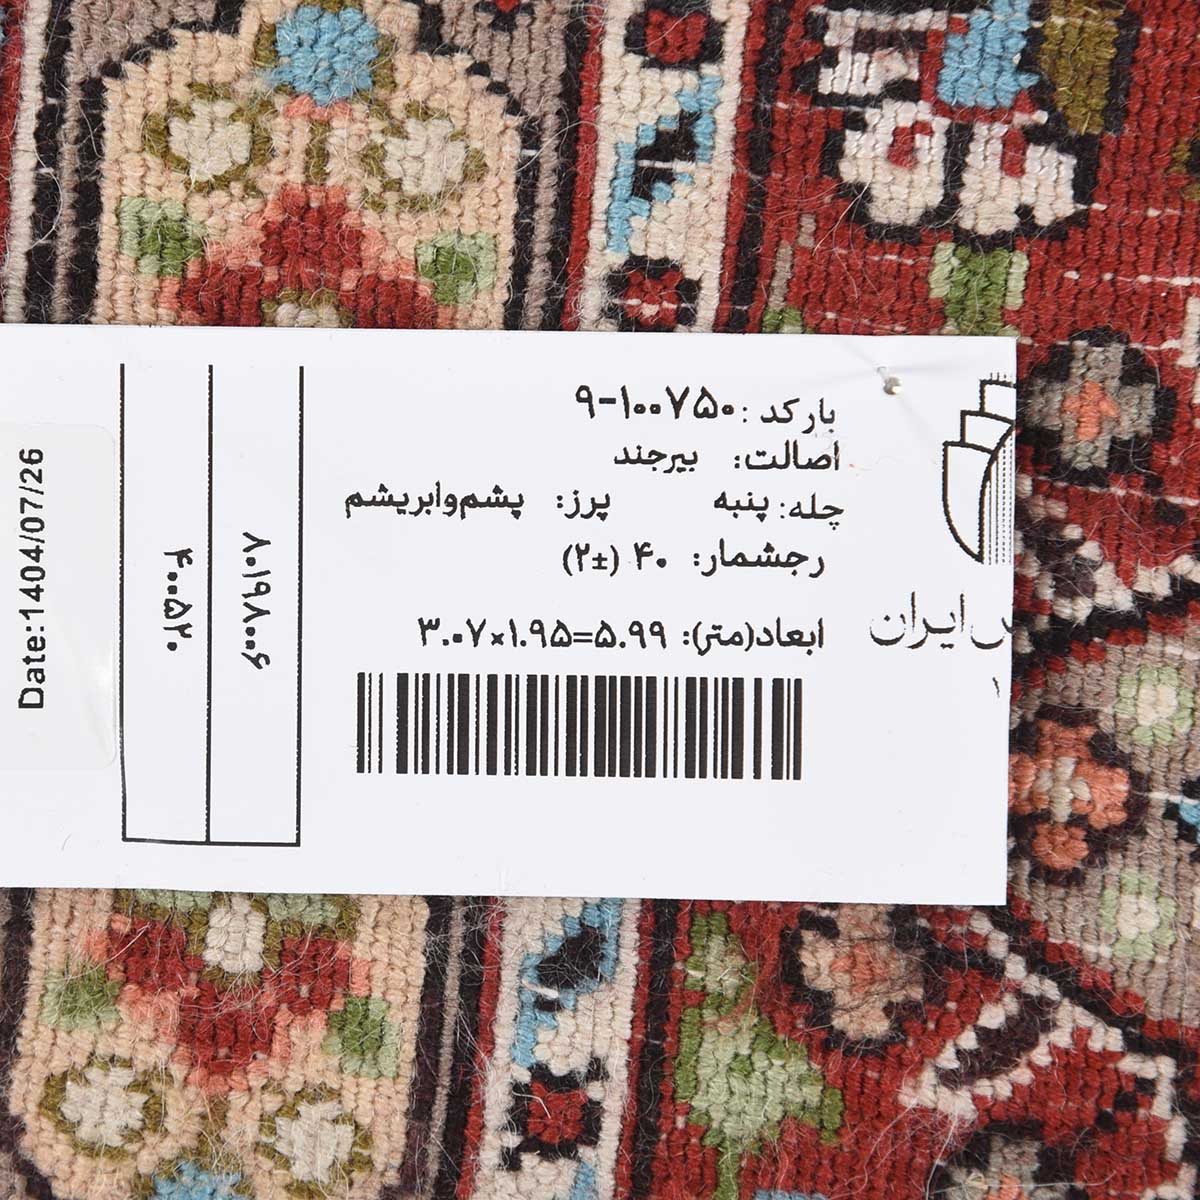 بارکد: ۹-۱۰۰۷۵۰
اصالت: بیرجند
چله: پنبه پرز: پشم‌وابریشم
رجشمار: ۴۰ (±۲)
ابعاد(متر): ۳.۰۷×۱.۹۵=۵.۹۹
ایران
۸۰۱۹۸۰۰۶
۴۰۰۵۲۰
Date:1404/07/26